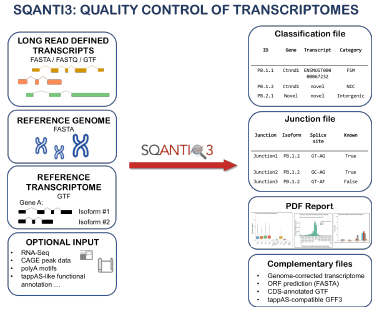 SQANTI3: QUALITY CONTROL OF TRANSCRIPTOMES
LONG READ DEFINED
TRANSCRIPTS
FASTA / FASTQ / GTF
REFERENCE GENOME
FASTA
REFERENCE
TRANSCRIPTOME
GTF
Gene A:
Isoform #1
Isoform #2
OPTIONAL INPUT
• RNA-Seq
• CAGE peak data
• polyA motifs
• tappAS-like functional
annotation ...
SQANTI3
Classification file
ID Gene Transcript Category
PB.1.1 Ctnnd1 ENSMUST000 FSM
00067232
PB.1.2 Ctnnd1 novel NIC
PB.2.1 Novel novel Intergenic
Junction file
Junction Isoform Splice Known
site
Junction1 PB.1.2 GT-AG True
Junction2 PB.1.2 GC-AG True
Junction3 PB.1.2 GT-AF False
PDF Report
Complementary files
• Genome-corrected transcriptome
• ORF prediction (FASTA)
• CDS-annotated GTF
• tappAS-compatible GFF3